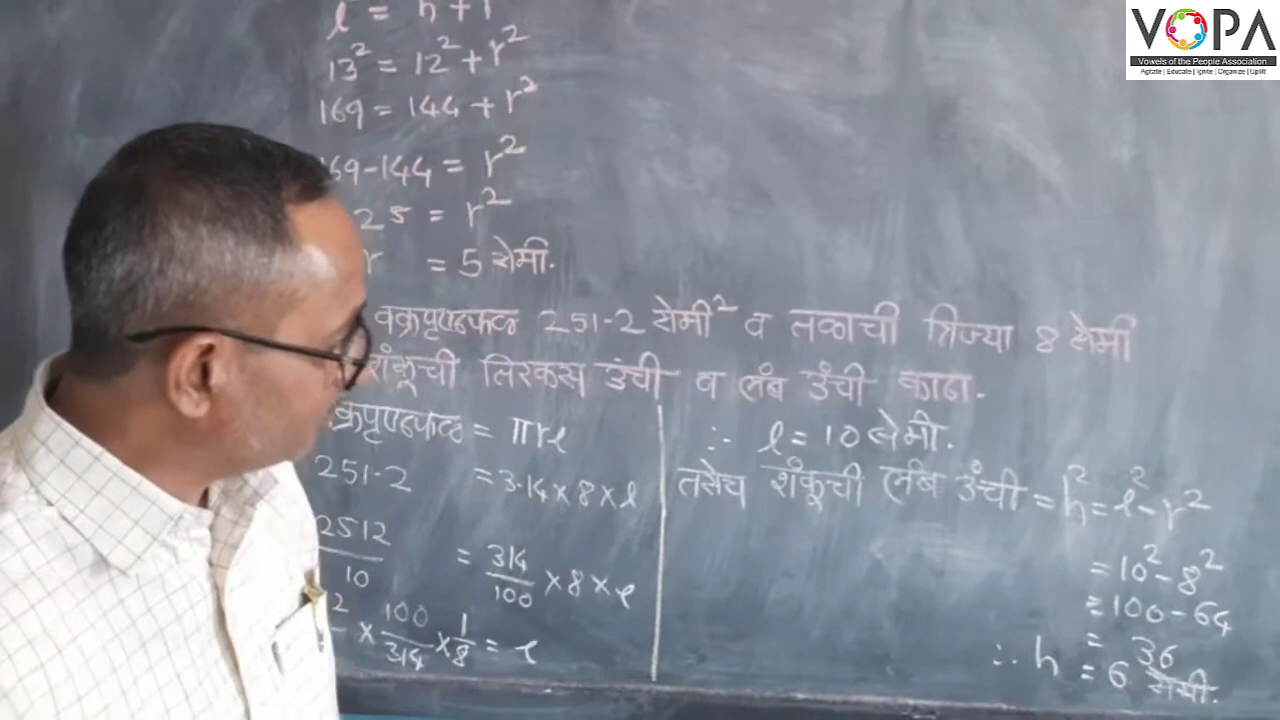 VOPA
Vowels of the People Association
Agitate | Educate | Ignite | Organize | Uplift
l = h + r
13² = 12² + r²
169 = 144 + r²
69-144 = r²
25 = r²
r = 5 सेमी.
वक्रपृष्ठफळ 251.2 सेमी² व तळाची त्रिज्या 8 सेमी
शंकूची तिरकस उंची व लंब उंची काढा.
क्रपृष्ठफळ = πrl
251.2 = 3.14 × 8 × l
2512/10 = 314/100 × 8 × l
2 × 100/314 × 1/8 = l
∴ l = 10 सेमी.
तसेच शंकूची लंब उंची = h² = l² - r²
= 10² - 8²
= 100 - 64
= 36
∴ h = 6 सेमी.